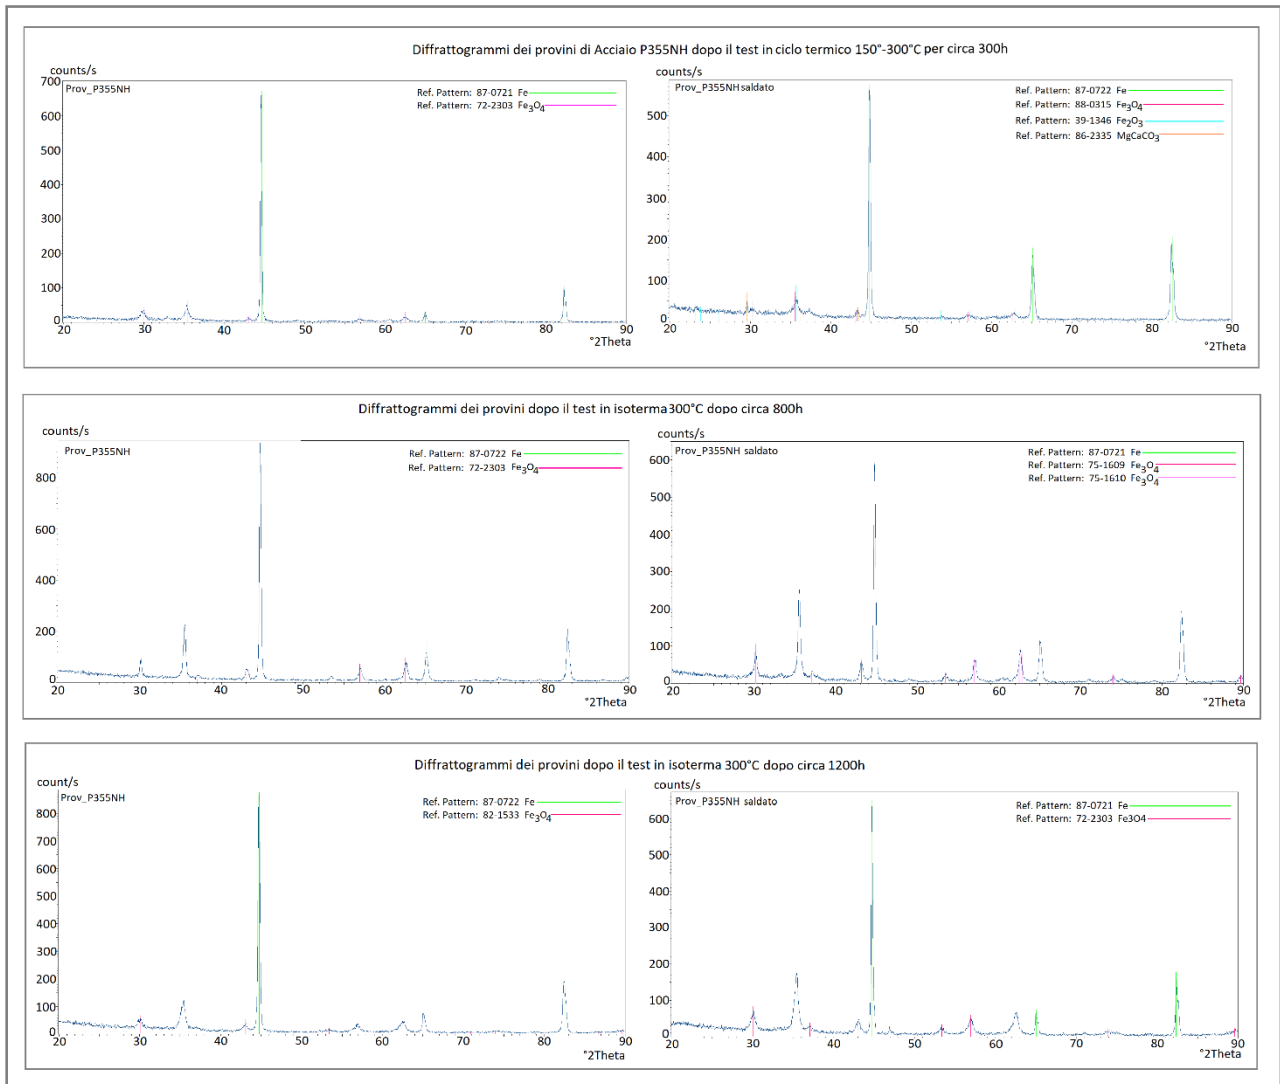 Diffrattogrammi dei provini di Acciaio P355NH dopo il test in ciclo termico 150°-300°C per circa 300h
counts/s
Prov_P355NH
Ref. Pattern: 87-0721 Fe
Ref. Pattern: 72-2303 Fe3O4
700
600
500
400
300
200
100
0
20 30 40 50 60 70 80 90
°2Theta
counts/s
Prov_P355NH saldato
Ref. Pattern: 87-0722 Fe
Ref. Pattern: 88-0315 Fe3O4
Ref. Pattern: 39-1346 Fe2O3
Ref. Pattern: 86-2335 MgCaCO3
500
400
300
200
100
0
20 30 40 50 60 70 80 90
°2Theta
Diffrattogrammi dei provini dopo il test in isoterma 300°C dopo circa 800h
counts/s
Prov_P355NH
Ref. Pattern: 87-0722 Fe
Ref. Pattern: 72-2303 Fe3O4
800
600
400
200
0
20 30 40 50 60 70 80 90
°2Theta
counts/s
Prov_P355NH saldato
Ref. Pattern: 87-0721 Fe
Ref. Pattern: 75-1609 Fe3O4
Ref. Pattern: 75-1610 Fe3O4
600
500
400
300
200
100
0
20 30 40 50 60 70 80 90
°2Theta
Diffrattogrammi dei provini dopo il test in isoterma 300°C dopo circa 1200h
count/s
Prov_P355NH
Ref. Pattern: 87-0722 Fe
Ref. Pattern: 82-1533 Fe3O4
800
600
500
400
300
200
100
0
20 30 40 50 60 70 80 90
°2Theta
counts/s
Prov_P355NH saldato
Ref. Pattern: 87-0721 Fe
Ref. Pattern: 72-2303 Fe3O4
600
500
400
300
200
100
0
20 30 40 50 60 70 80 90
°2Theta